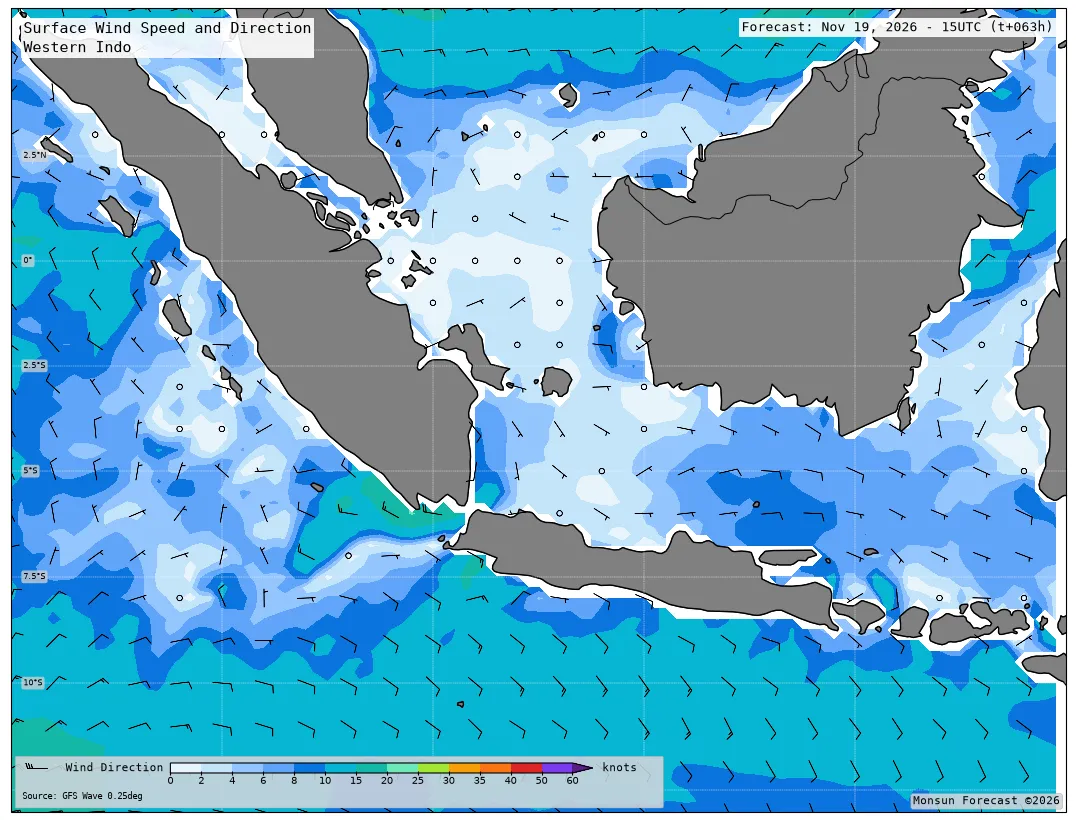 Surface Wind Speed and Direction
Western Indo
Forecast: Nov 19, 2026 - 15UTC (t+063h)
2.5°N
0°
2.5°S
5°S
7.5°S
10°S
Wind Direction
0 2 4 6 8 10 15 20 25 30 35 40 50 60
knots
Source: GFS Wave 0.25deg
Monsun Forecast ©2026